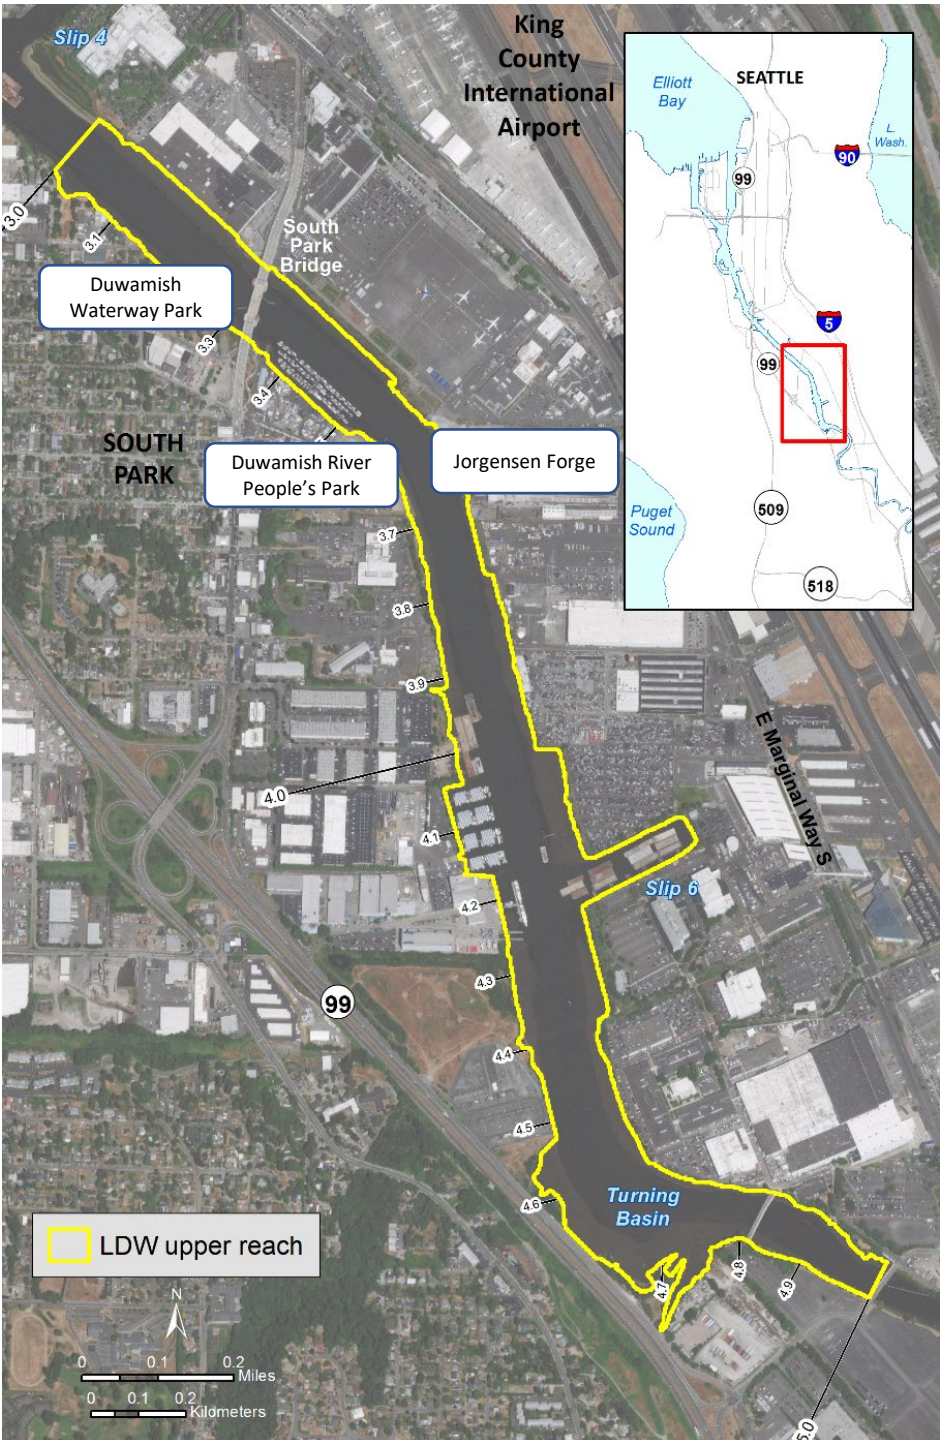 Slip 4
King
County
International
Airport
3.0
3.1
South
Park
Bridge
Duwamish
Waterway Park
3.3
3.4
SOUTH
PARK
Duwamish River
People’s Park
Jorgensen Forge
3.7
3.8
3.9
4.0
4.1
4.2
4.3
4.4
4.5
4.6
4.7
4.8
4.9
5.0
E Marginal Way S
Slip 6
99
Turning
Basin
LDW upper reach
N
0 0.1 0.2
Miles
0 0.1 0.2
Kilometers
Elliott
Bay
SEATTLE
L.
Wash.
90
99
5
99
Puget
Sound
509
518